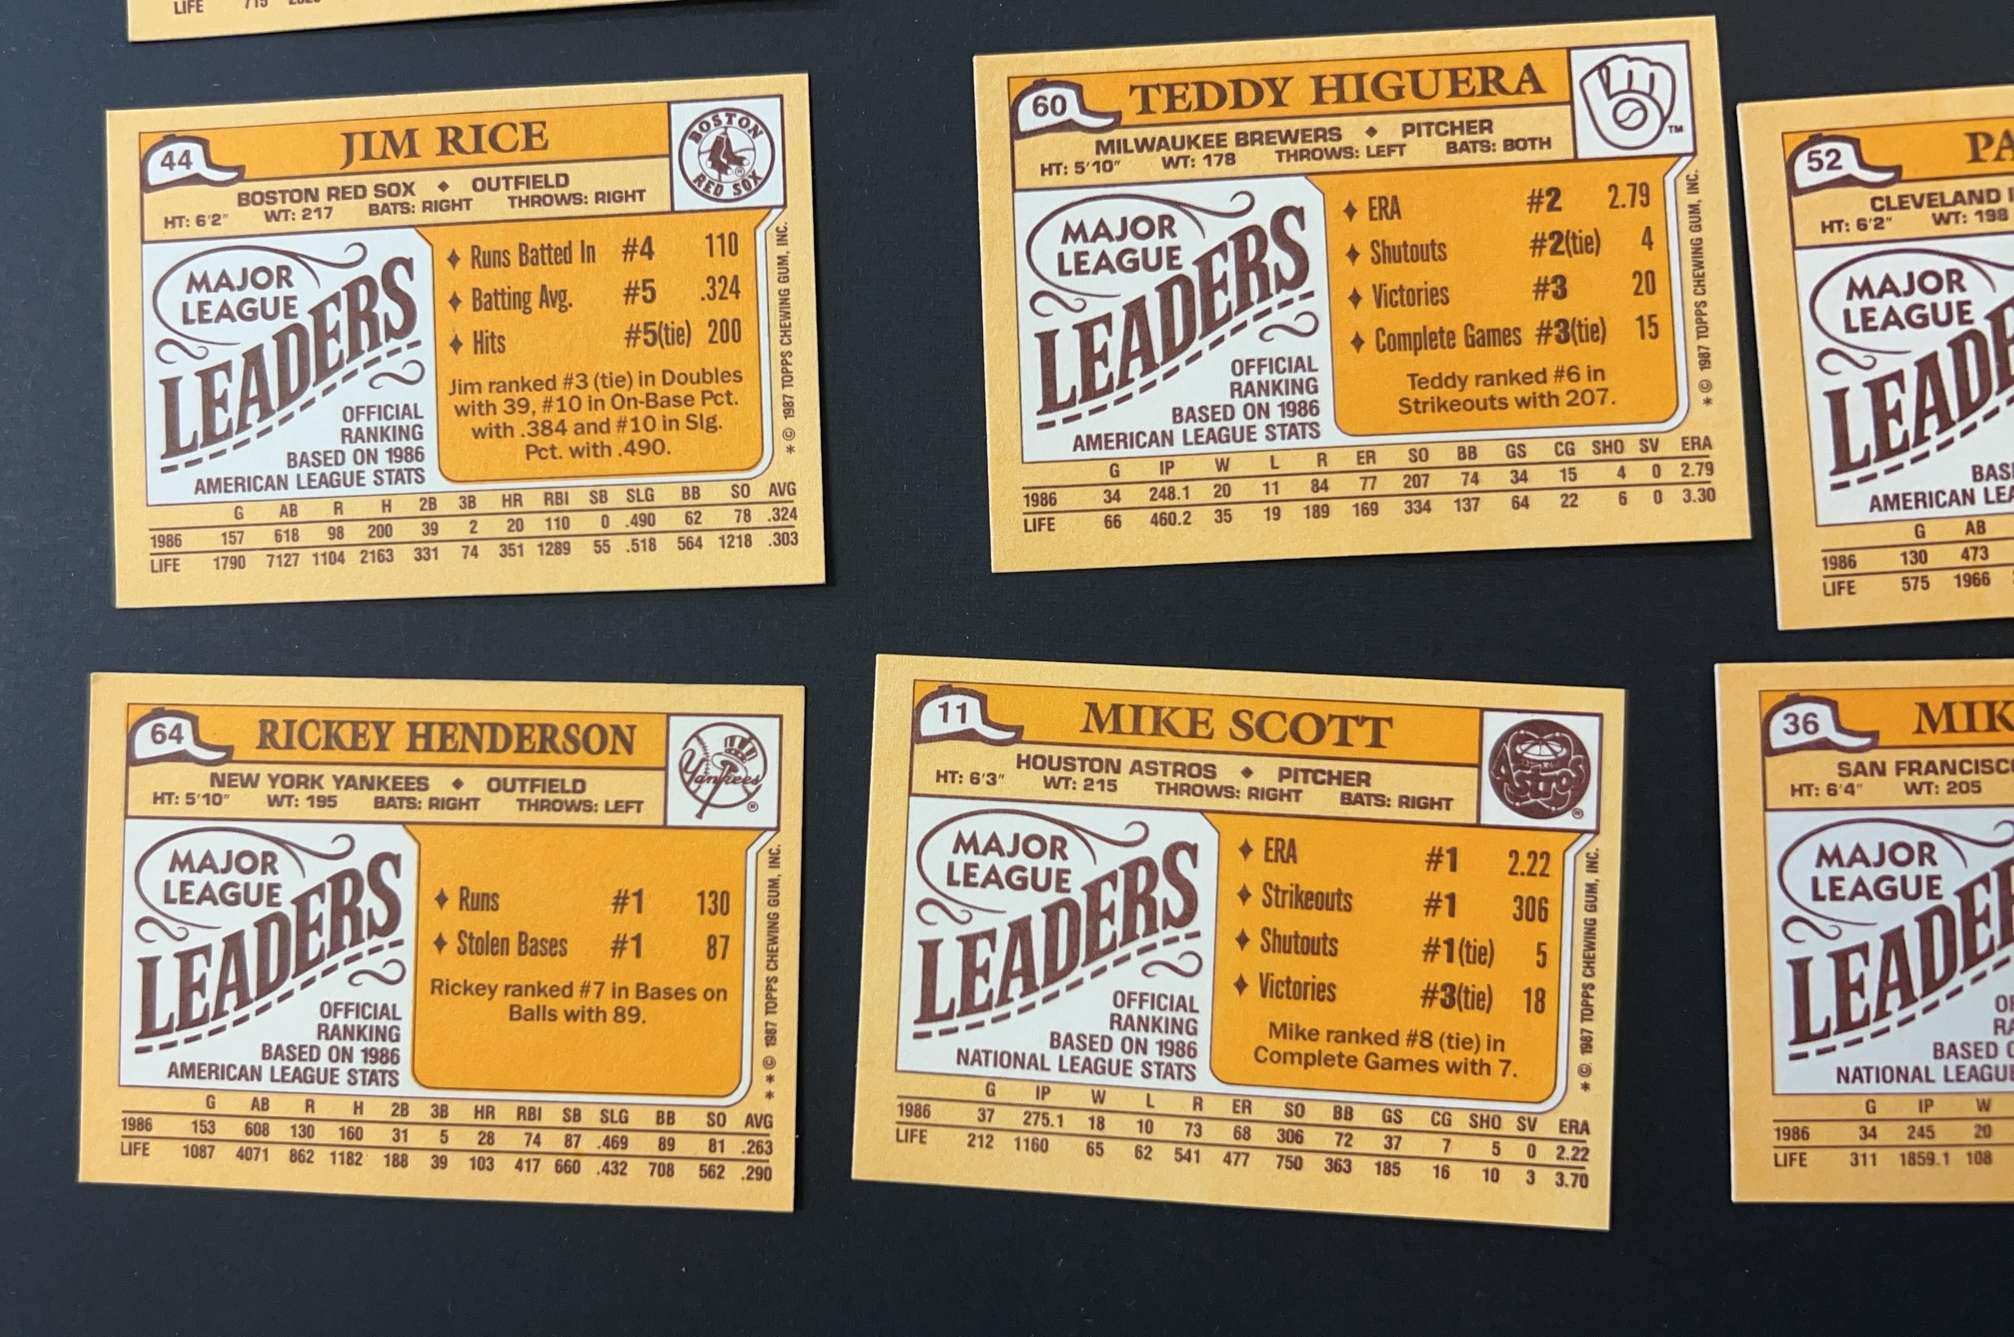 LIFE 715
44
JIM RICE
BOSTON RED SOX
BOSTON RED SOX ♦ OUTFIELD
HT: 6'2" WT: 217 BATS: RIGHT THROWS: RIGHT
MAJOR
LEAGUE
LEADERS
OFFICIAL
RANKING
BASED ON 1986
AMERICAN LEAGUE STATS
♦ Runs Batted In #4 110
♦ Batting Avg. #5 .324
♦ Hits #5(tie) 200
Jim ranked #3 (tie) in Doubles
with 39, #10 in On-Base Pct.
with .384 and #10 in Slg.
Pct. with .490.
* © 1987 TOPPS CHEWING GUM, INC.
G AB R H 2B 3B HR RBI SB SLG BB SO AVG
1986 157 618 98 200 39 2 20 110 0 .490 62 78 .324
LIFE 1790 7127 1104 2163 331 74 351 1289 55 .518 564 1218 .303
60
TEDDY HIGUERA
TM
MILWAUKEE BREWERS ♦ PITCHER
HT: 5'10" WT: 178 THROWS: LEFT BATS: BOTH
MAJOR
LEAGUE
LEADERS
OFFICIAL
RANKING
BASED ON 1986
AMERICAN LEAGUE STATS
♦ ERA #2 2.79
♦ Shutouts #2(tie) 4
♦ Victories #3 20
♦ Complete Games #3(tie) 15
Teddy ranked #6 in
Strikeouts with 207.
* © 1987 TOPPS CHEWING GUM, INC.
G IP W L R ER SO BB GS CG SHO SV ERA
1986 34 248.1 20 11 84 77 207 74 34 15 4 0 2.79
LIFE 66 460.2 35 19 189 169 334 137 64 22 6 0 3.30
52
PA
CLEVELAND
HT: 6'2" WT: 198
MAJOR
LEAGUE
LEAD
BAS
AMERICAN LEA
G AB
1986 130 473
LIFE 575 1966
64
RICKEY HENDERSON
Yankees ®
NEW YORK YANKEES ♦ OUTFIELD
HT: 5'10" WT: 195 BATS: RIGHT THROWS: LEFT
MAJOR
LEAGUE
LEADERS
OFFICIAL
RANKING
BASED ON 1986
AMERICAN LEAGUE STATS
♦ Runs #1 130
♦ Stolen Bases #1 87
Rickey ranked #7 in Bases on
Balls with 89.
* * © 1987 TOPPS CHEWING GUM, INC.
G AB R H 2B 3B HR RBI SB SLG BB SO AVG
1986 153 608 130 160 31 5 28 74 87 .469 89 81 .263
LIFE 1087 4071 862 1182 188 39 103 417 660 .432 708 562 .290
11
MIKE SCOTT
Astros ®
HOUSTON ASTROS ♦ PITCHER
HT: 6'3" WT: 215 THROWS: RIGHT BATS: RIGHT
MAJOR
LEAGUE
LEADERS
OFFICIAL
RANKING
BASED ON 1986
NATIONAL LEAGUE STATS
♦ ERA #1 2.22
♦ Strikeouts #1 306
♦ Shutouts #1(tie) 5
♦ Victories #3(tie) 18
Mike ranked #8 (tie) in
Complete Games with 7.
* © 1987 TOPPS CHEWING GUM, INC.
G IP W L R ER SO BB GS CG SHO SV ERA
1986 37 275.1 18 10 73 68 306 72 37 7 5 0 2.22
LIFE 212 1160 65 62 541 477 750 363 185 16 10 3 3.70
36
MIK
SAN FRANCISC
HT: 6'4" WT: 205
MAJOR
LEAGUE
LEADE
O
RA
BASED O
NATIONAL LEAGUE
G IP W
1986 34 245 20
LIFE 311 1859.1 108